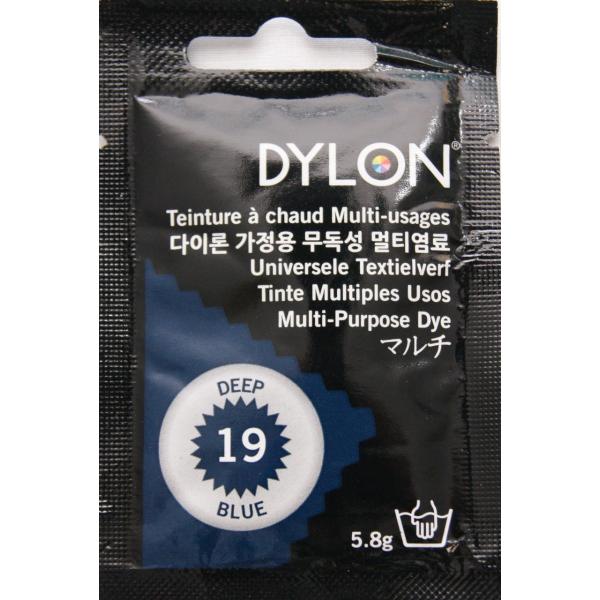 DYLON®
Teinture à chaud Multi-usages
다이론 가정용 무독성 멀티염료
Universele Textielverf
Tinte Multiples Usos
Multi-Purpose Dye
マルチ
DEEP
19
BLUE
5.8g